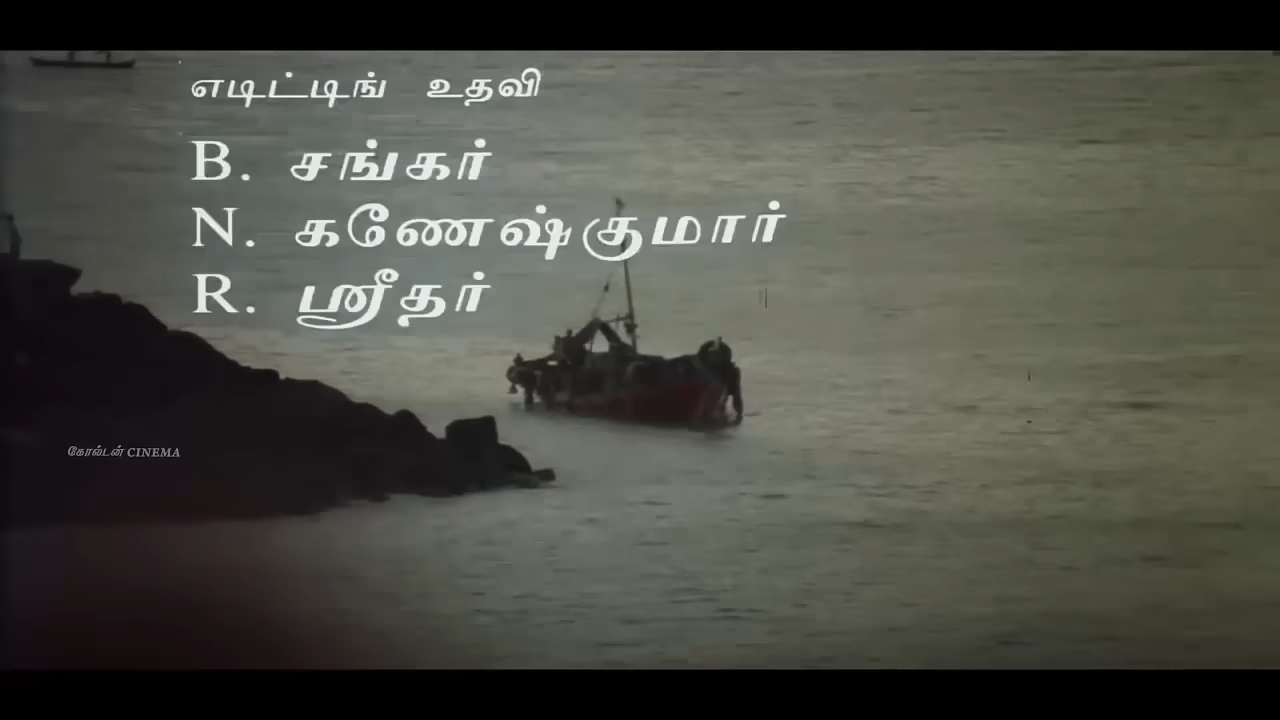 எடிட்டிங் உதவி
B. சங்கர்
N. கணேஷ்குமார்
R. ஸ்ரீதர்
கோல்டன் CINEMA